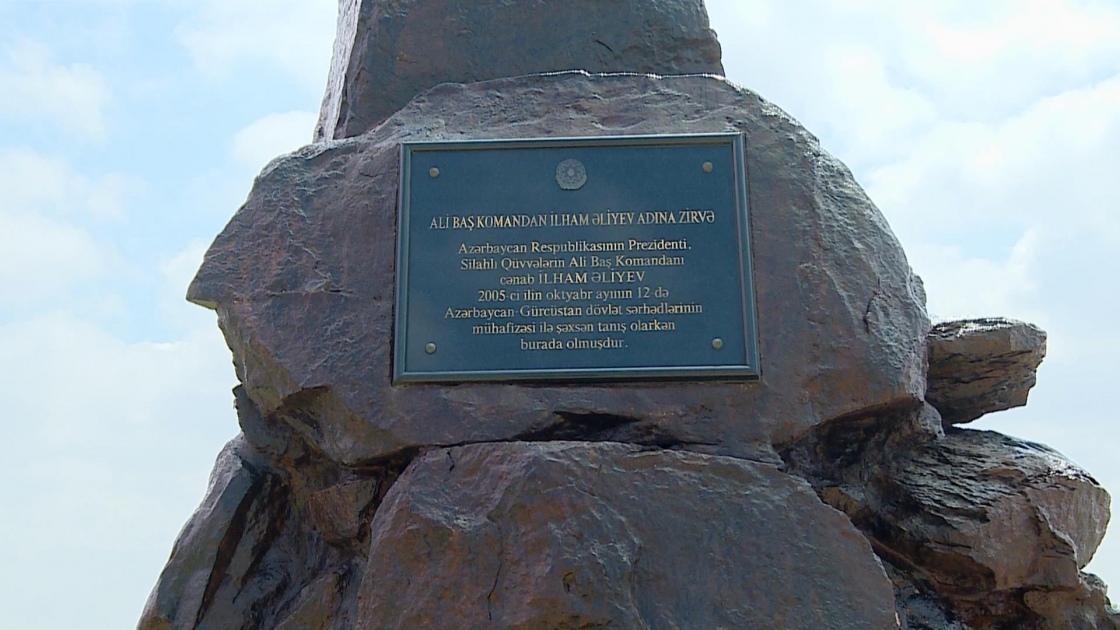 ALİ BAŞ KOMANDAN İLHAM ƏLİYEV ADINA ZİRVƏ
Azərbaycan Respublikasının Prezidenti,
Silahlı Qüvvələrin Ali Baş Komandanı
cənab İLHAM ƏLİYEV
2005-ci ilin oktyabr ayının 12-də
Azərbaycan-Gürcüstan dövlət sərhədlərinin
mühafizəsi ilə şəxsən tanış olarkən
burada olmuşdur.